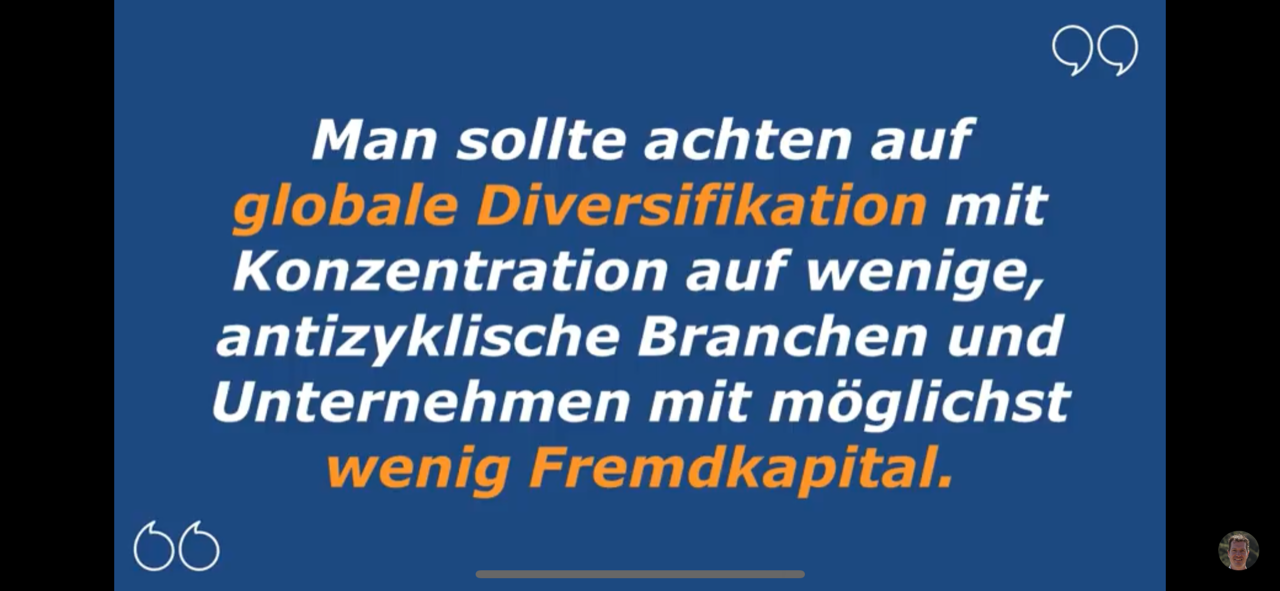 Man sollte achten auf
globale Diversifikation mit
Konzentration auf wenige,
antizyklische Branchen und
Unternehmen mit möglichst
wenig Fremdkapital.